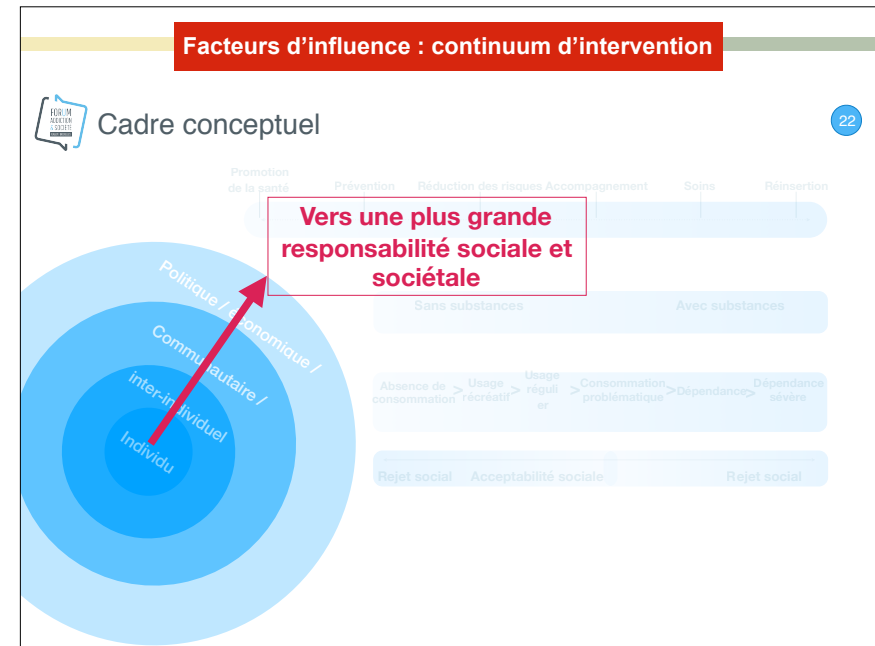 Facteurs d’influence : continuum d’intervention
FORUM
ADDICTION
& SOCIÉTÉ
Cadre conceptuel
22
Promotion
de la santé
Prévention
Réduction des risques
Accompagnement
Soins
Réinsertion
Vers une plus grande
responsabilité sociale et
sociétale
Politique / économique /
Communautaire /
inter-individuel
Individu
Sans substances
Avec substances
Absence de
consommation
>
Usage
récréatif
>
Usage
réguli
er
>
Consommation
problématique
>
Dépendance
>
Dépendance
sévère
Rejet social
Acceptabilité sociale
Rejet social